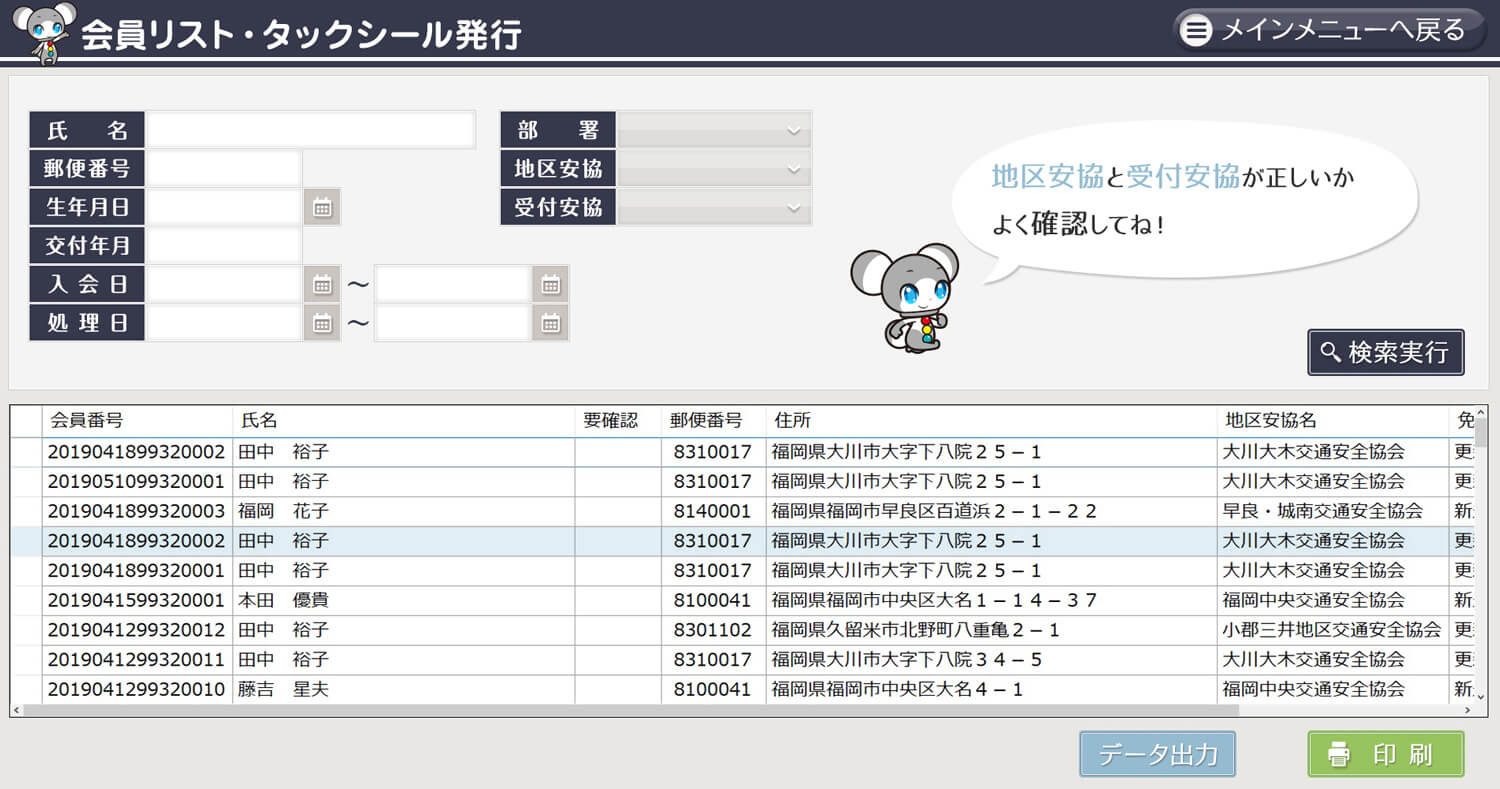 会員リスト・タックシール発行
メインメニューへ戻る
氏　名
部　署
郵便番号
地区安協
生年月日
受付安協
交付年月
入会日 ～
処理日 ～
地区安協と受付安協が正しいか
よく確認してね！
検索実行
会員番号 氏名 要確認 郵便番号 住所 地区安協名 免
2019041899320002 田中　裕子 8310017 福岡県大川市大字下八院２５－１ 大川大木交通安全協会 更
2019051099320001 田中　裕子 8310017 福岡県大川市大字下八院２５－１ 大川大木交通安全協会 更
2019041899320003 福岡　花子 8140001 福岡県福岡市早良区百道浜２－１－２２ 早良・城南交通安全協会 新
2019041899320002 田中　裕子 8310017 福岡県大川市大字下八院２５－１ 大川大木交通安全協会 更
2019041899320001 田中　裕子 8310017 福岡県大川市大字下八院２５－１ 大川大木交通安全協会 更
2019041599320001 本田　優貴 8100041 福岡県福岡市中央区大名１－１４－３７ 福岡中央交通安全協会 新
2019041299320012 田中　裕子 8301102 福岡県久留米市北野町八重亀２－１ 小郡三井地区交通安全協会 更
2019041299320011 田中　裕子 8310017 福岡県大川市大字下八院３４－５ 大川大木交通安全協会 更
2019041299320010 藤吉　星夫 8100041 福岡県福岡市中央区大名４－１ 福岡中央交通安全協会 新
データ出力
印刷